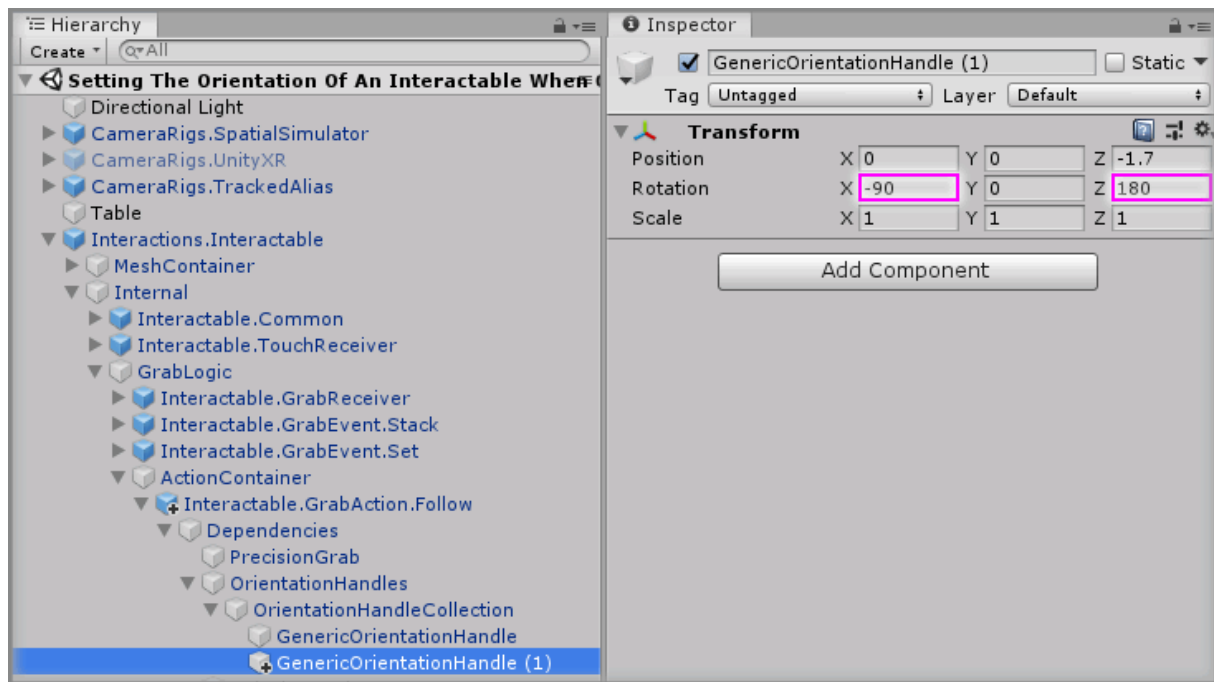 Hierarchy
Create All
Setting The Orientation Of An Interactable When
Directional Light
CameraRigs.SpatialSimulator
CameraRigs.UnityXR
CameraRigs.TrackedAlias
Table
Interactions.Interactable
MeshContainer
Internal
Interactable.Common
Interactable.TouchReceiver
GrabLogic
Interactable.GrabReceiver
Interactable.GrabEvent.Stack
Interactable.GrabEvent.Set
ActionContainer
Interactable.GrabAction.Follow
Dependencies
PrecisionGrab
OrientationHandles
OrientationHandleCollection
GenericOrientationHandle
GenericOrientationHandle (1)
Inspector
GenericOrientationHandle (1) Static
Tag Untagged Layer Default
Transform
Position X 0 Y 0 Z -1.7
Rotation X -90 Y 0 Z 180
Scale X 1 Y 1 Z 1
Add Component